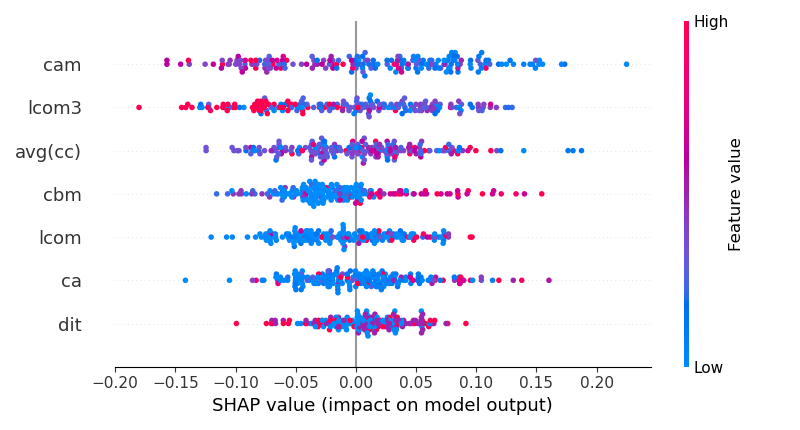 High
cam
lcom3
avg(cc)
cbm
lcom
ca
dit
Feature value
Low
−0.20 −0.15 −0.10 −0.05 0.00 0.05 0.10 0.15 0.20
SHAP value (impact on model output)